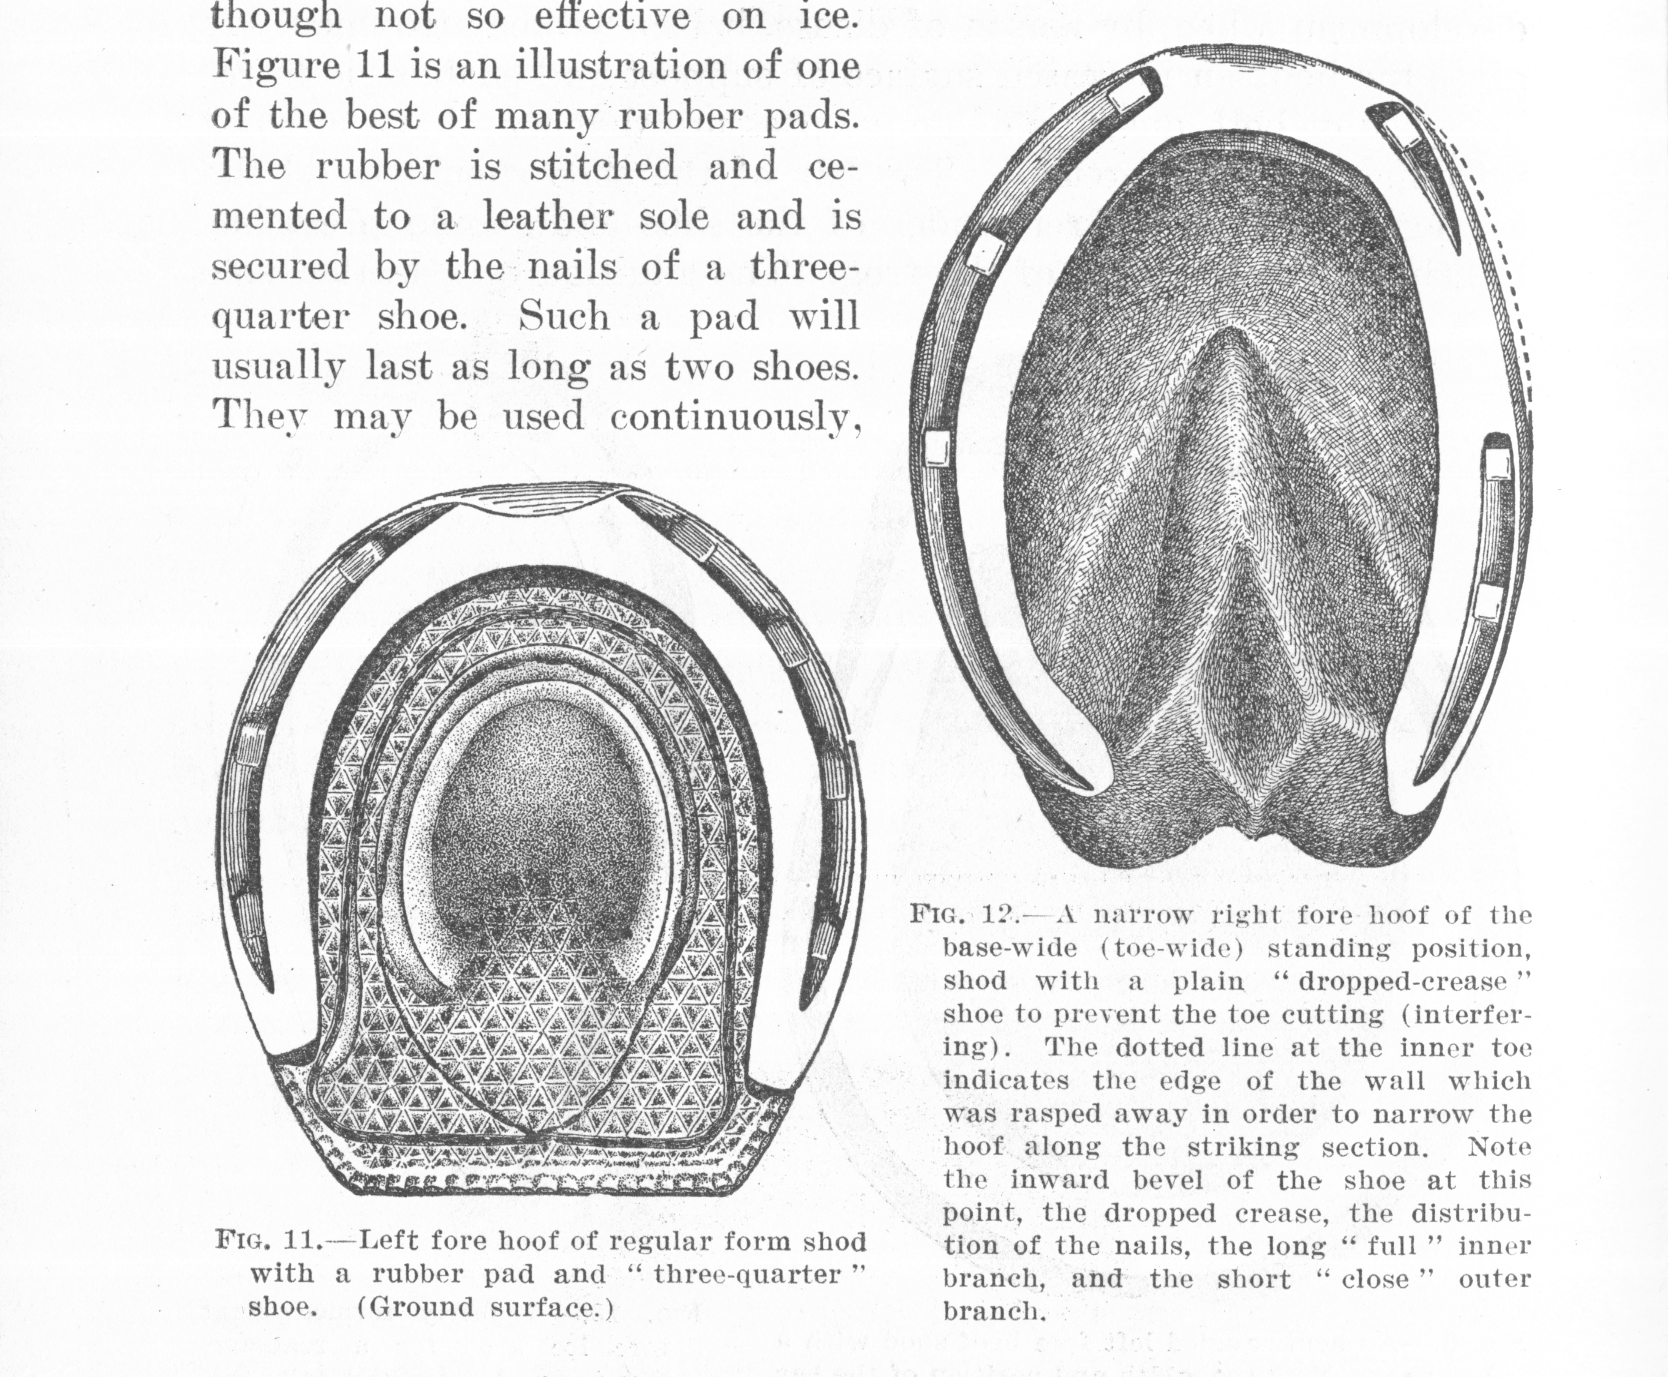 though not so effective on ice.
Figure 11 is an illustration of one
of the best of many rubber pads.
The rubber is stitched and ce-
mented to a leather sole and is
secured by the nails of a three-
quarter shoe. Such a pad will
usually last as long as two shoes.
They may be used continuously,
FIG. 11.—Left fore hoof of regular form shod
with a rubber pad and “three-quarter”
shoe. (Ground surface.)
FIG. 12.—A narrow right fore hoof of the
base-wide (toe-wide) standing position,
shod with a plain “dropped-crease”
shoe to prevent the toe cutting (interfer-
ing). The dotted line at the inner toe
indicates the edge of the wall which
was rasped away in order to narrow the
hoof along the striking section. Note
the inward bevel of the shoe at this
point, the dropped crease, the distribu-
tion of the nails, the long “full” inner
branch, and the short “close” outer
branch.